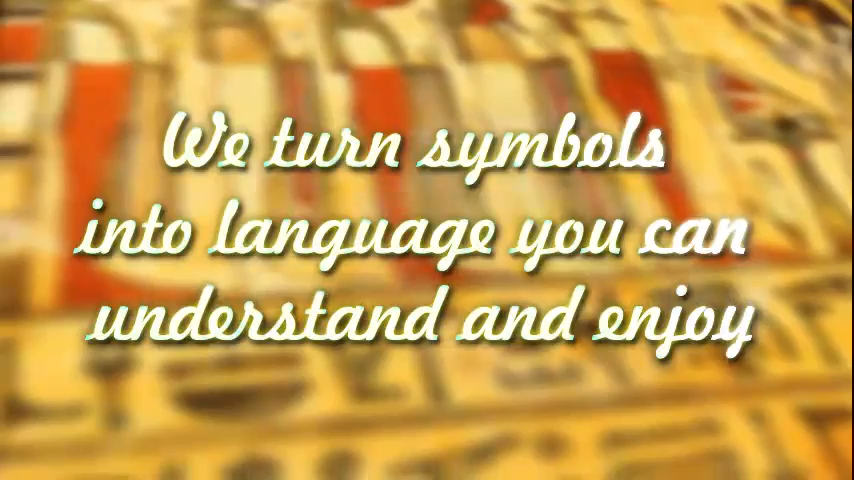 We turn symbols
into language you can
understand and enjoy